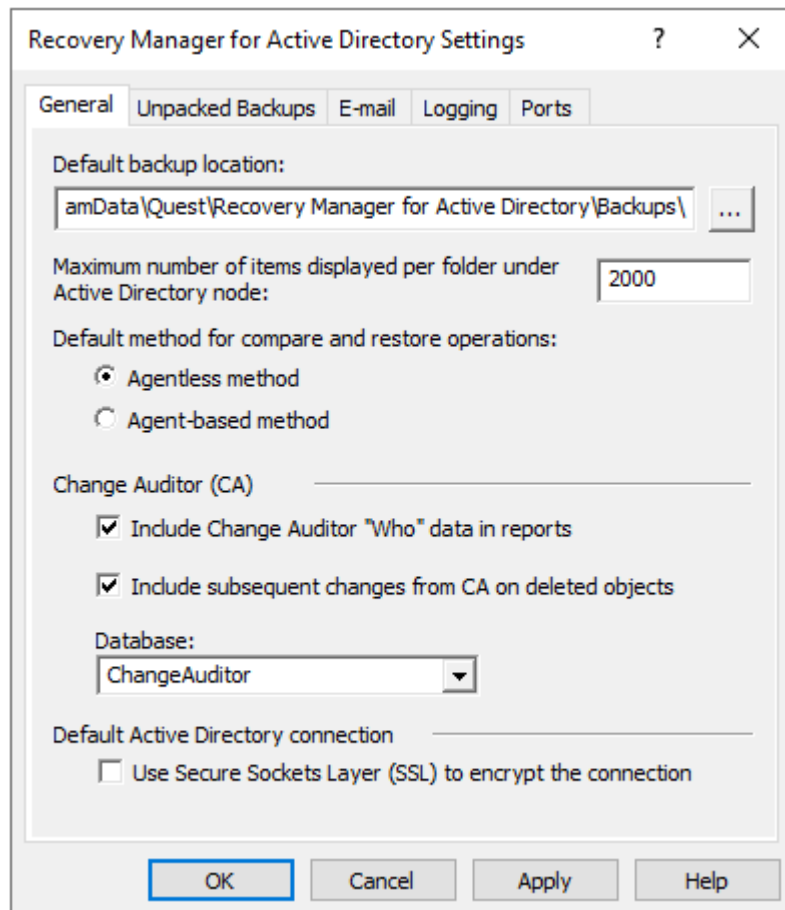 Recovery Manager for Active Directory Settings ?
General Unpacked Backups E-mail Logging Ports
Default backup location:
amData\Quest\Recovery Manager for Active Directory\Backups\ ...
Maximum number of items displayed per folder under
Active Directory node:
2000
Default method for compare and restore operations:
Agentless method
Agent-based method
Change Auditor (CA)
Include Change Auditor "Who" data in reports
Include subsequent changes from CA on deleted objects
Database:
ChangeAuditor
Default Active Directory connection
Use Secure Sockets Layer (SSL) to encrypt the connection
OK Cancel Apply Help